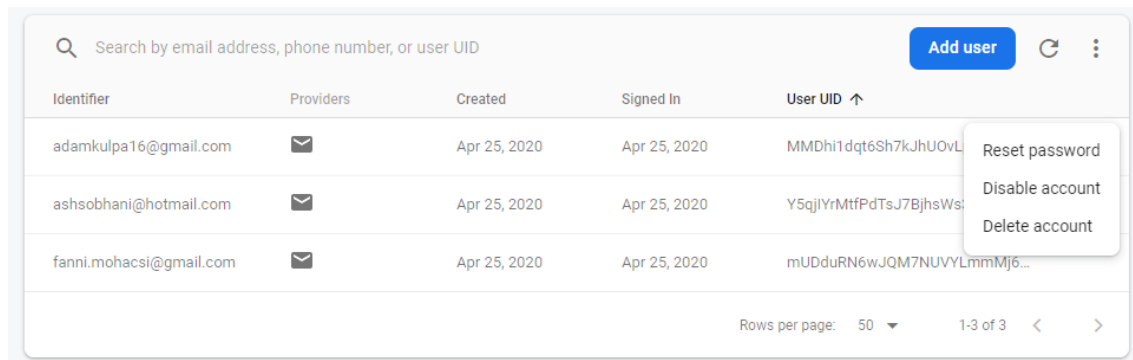 Search by email address, phone number, or user UID Add user
Identifier Providers Created Signed In User UID
adamkulpa16@gmail.com Apr 25, 2020 Apr 25, 2020 MMDhi1dqt6Sh7kJhUOvL
Reset password
Disable account
ashsobhani@hotmail.com Apr 25, 2020 Apr 25, 2020 Y5qjIYrMtfPdTsJ7BjhsWs
Delete account
fanni.mohacsi@gmail.com Apr 25, 2020 Apr 25, 2020 mUDduRN6wJQM7NUVYLmmMj6...
Rows per page: 50 1-3 of 3